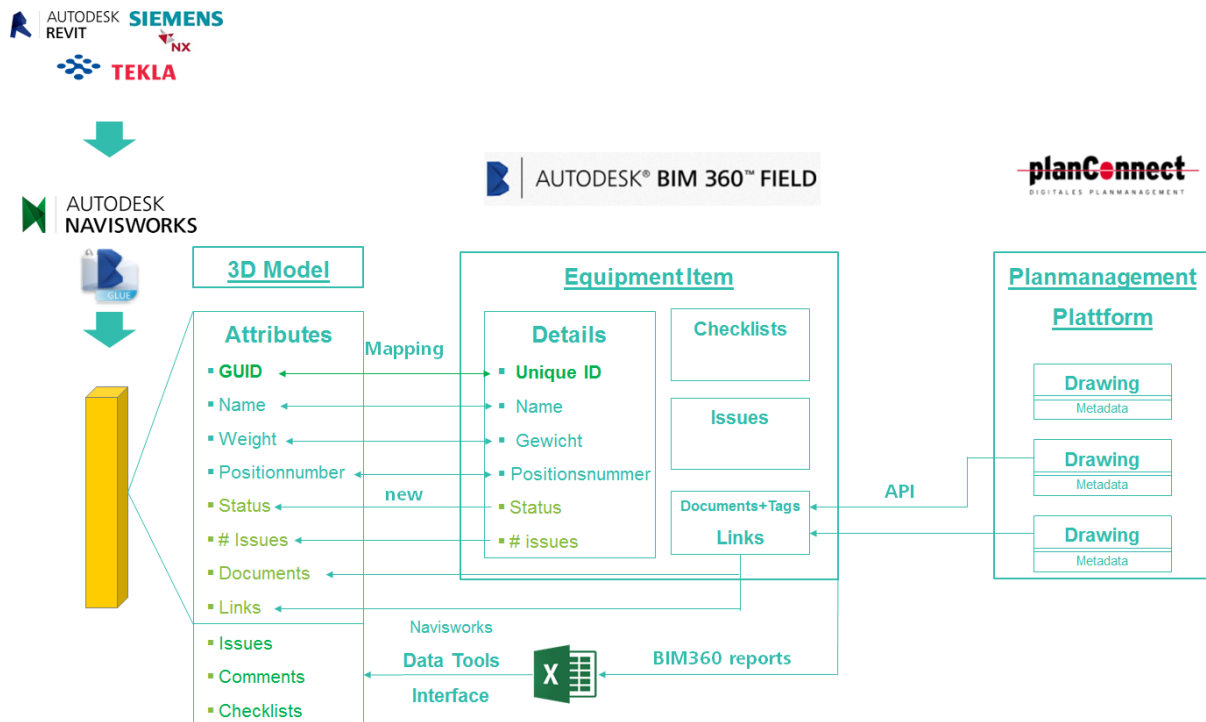 AUTODESK
REVIT
SIEMENS
NX
TEKLA
AUTODESK
NAVISWORKS
GLUE
AUTODESK® BIM 360™ FIELD
planConnect
DIGITALES PLANMANAGEMENT
3D Model
Attributes
▪ GUID
▪ Name
▪ Weight
▪ Positionnumber
▪ Status
▪ # Issues
▪ Documents
▪ Links
▪ Issues
▪ Comments
▪ Checklists
Mapping
new
Equipment Item
Details
▪ Unique ID
▪ Name
▪ Gewicht
▪ Positionsnummer
▪ Status
▪ # issues
Checklists
Issues
Documents+Tags
Links
API
Planmanagement
Plattform
Drawing
Metadata
Drawing
Metadata
Drawing
Metadata
Navisworks
Data Tools
Interface
X
BIM360 reports